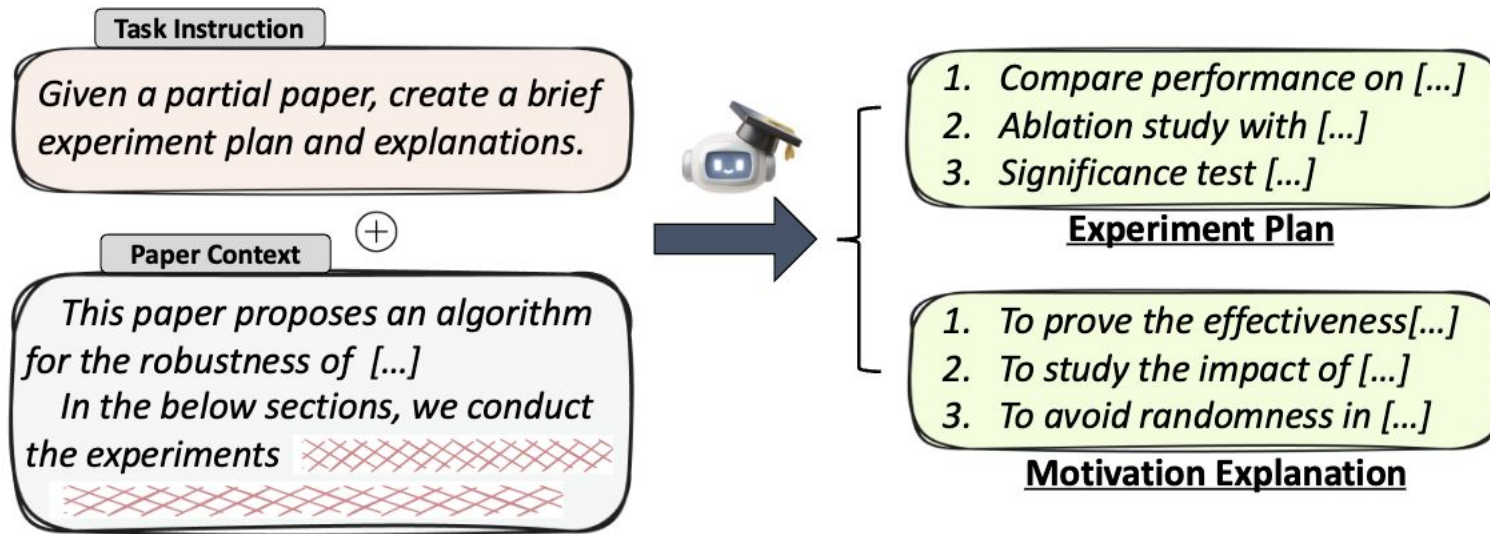 Task Instruction
Given a partial paper, create a brief
experiment plan and explanations.
Paper Context
This paper proposes an algorithm
for the robustness of [...]
In the below sections, we conduct
the experiments
1. Compare performance on [...]
2. Ablation study with [...]
3. Significance test [...]
Experiment Plan
1. To prove the effectiveness[...]
2. To study the impact of [...]
3. To avoid randomness in [...]
Motivation Explanation